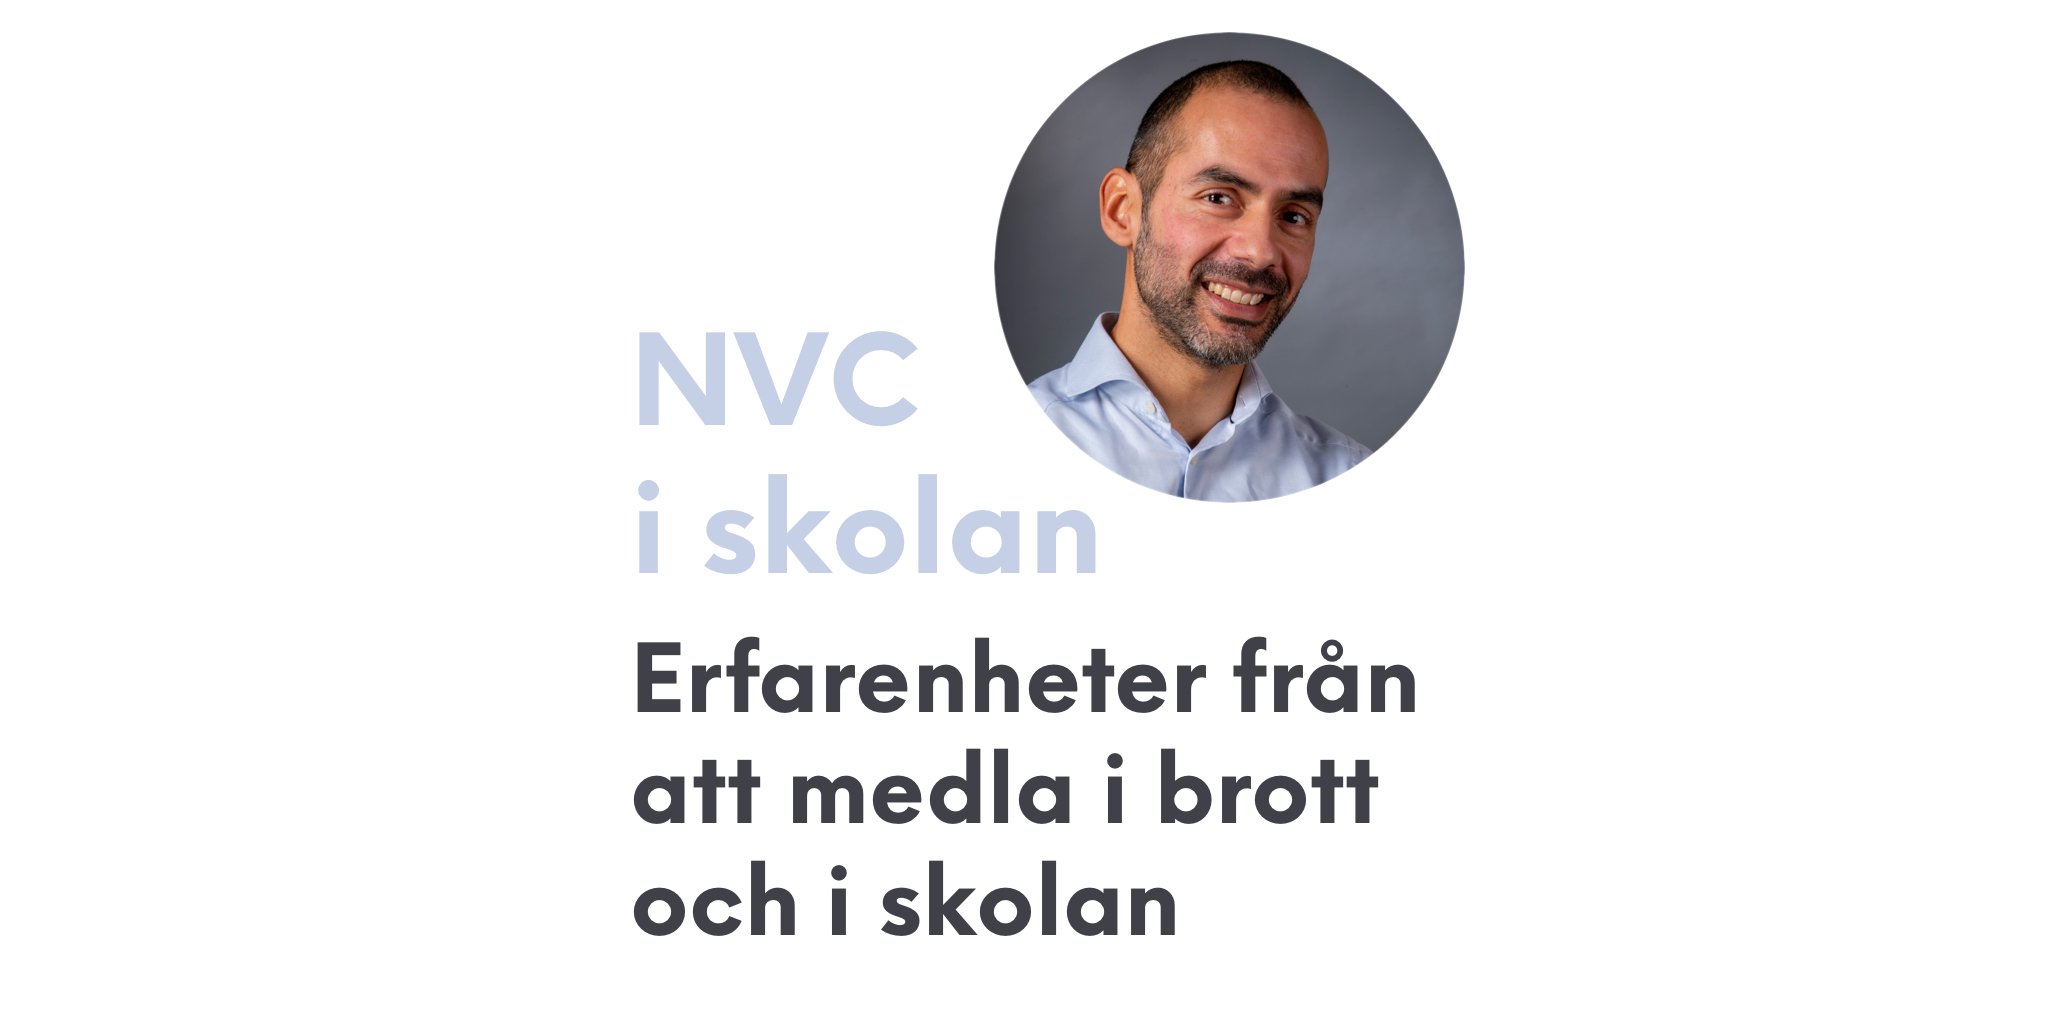 NVC
i skolan
Erfarenheter från
att medla i brott
och i skolan